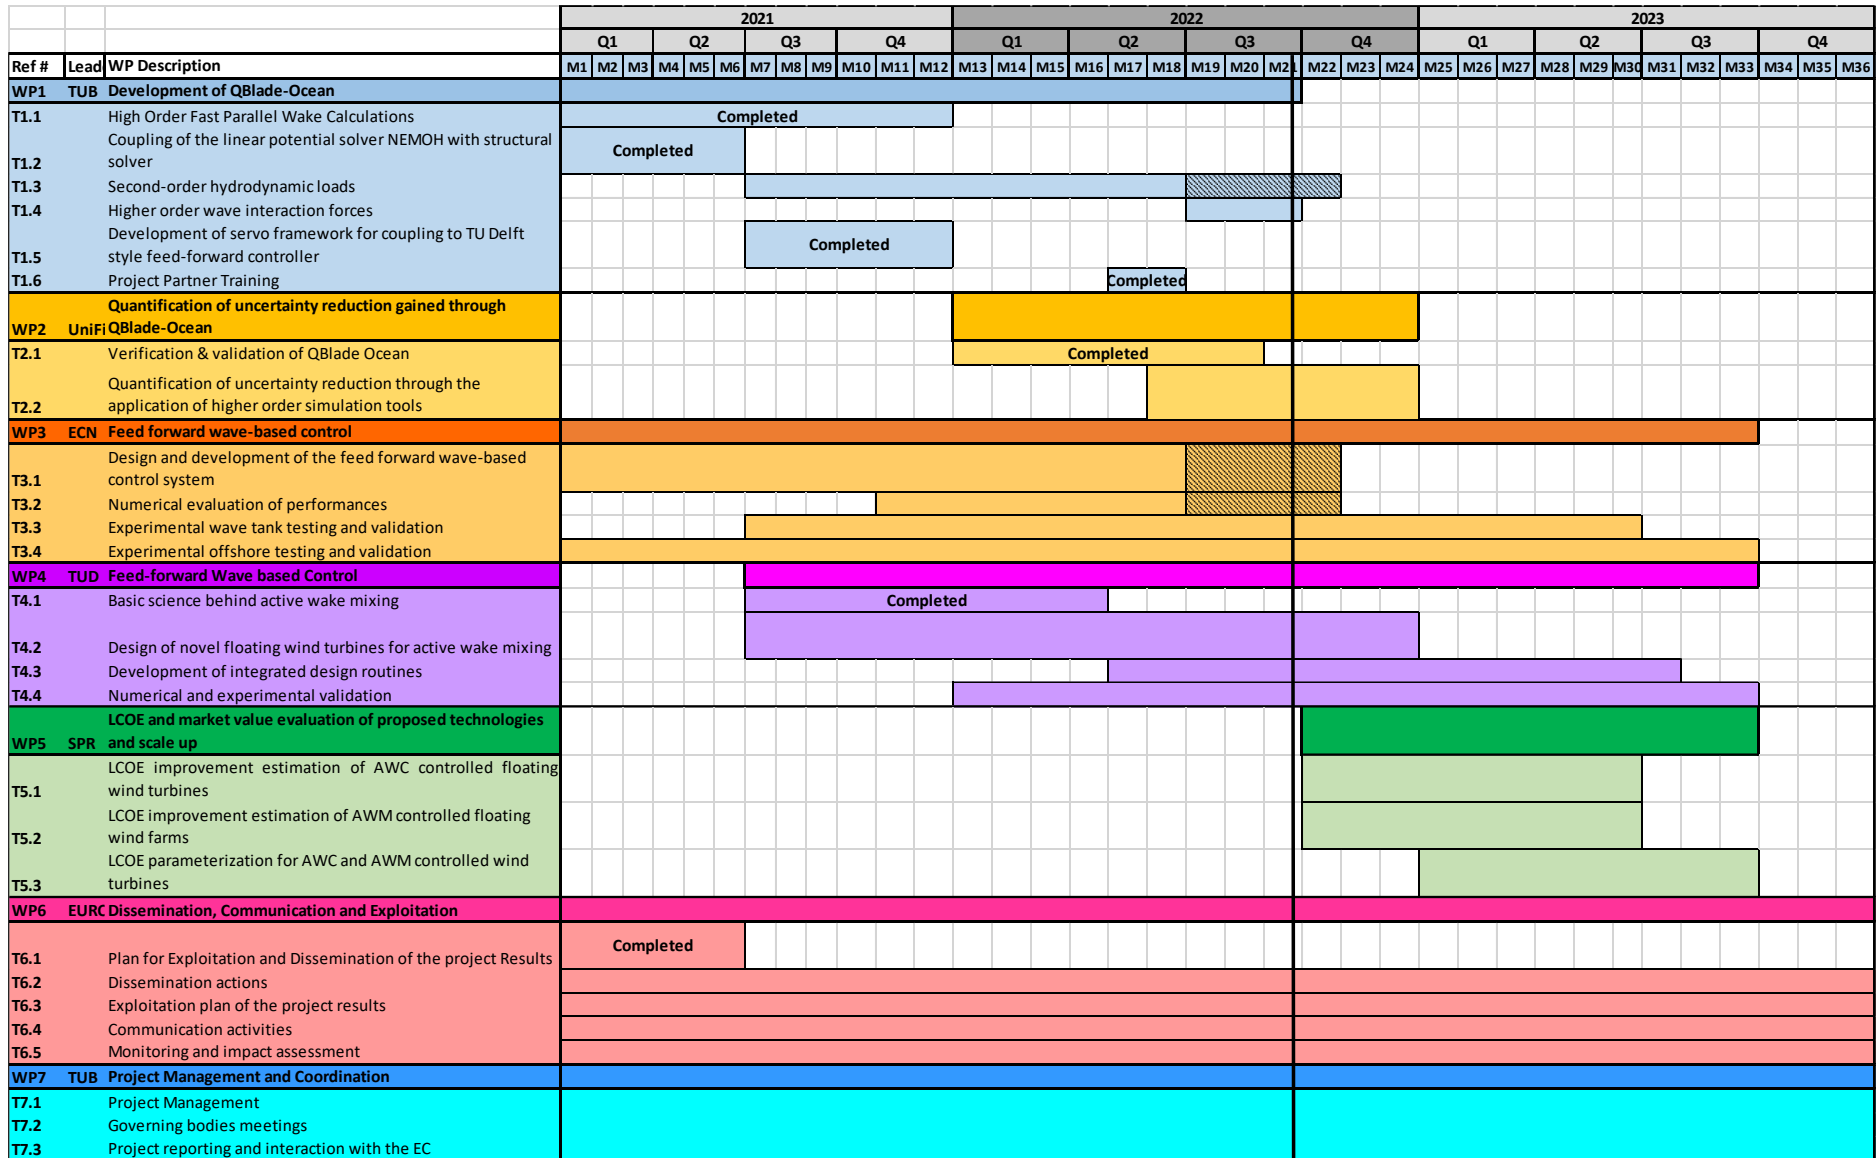 2021 2022 2023
Q1 Q2 Q3 Q4 Q1 Q2 Q3 Q4 Q1 Q2 Q3 Q4
Ref # Lead WP Description M1 M2 M3 M4 M5 M6 M7 M8 M9 M10 M11 M12 M13 M14 M15 M16 M17 M18 M19 M20 M21 M22 M23 M24 M25 M26 M27 M28 M29 M30 M31 M32 M33 M34 M35 M36
WP1 TUB Development of QBlade-Ocean
T1.1 High Order Fast Parallel Wake Calculations Completed
Coupling of the linear potential solver NEMOH with structural
T1.2 solver Completed
T1.3 Second-order hydrodynamic loads
T1.4 Higher order wave interaction forces
Development of servo framework for coupling to TU Delft
T1.5 style feed-forward controller Completed
T1.6 Project Partner Training Completed
Quantification of uncertainty reduction gained through
WP2 UniFi QBlade-Ocean
T2.1 Verification & validation of QBlade Ocean Completed
Quantification of uncertainty reduction through the
T2.2 application of higher order simulation tools
WP3 ECN Feed forward wave-based control
Design and development of the feed forward wave-based
T3.1 control system
T3.2 Numerical evaluation of performances
T3.3 Experimental wave tank testing and validation
T3.4 Experimental offshore testing and validation
WP4 TUD Feed-forward Wave based Control
T4.1 Basic science behind active wake mixing Completed
T4.2 Design of novel floating wind turbines for active wake mixing
T4.3 Development of integrated design routines
T4.4 Numerical and experimental validation
LCOE and market value evaluation of proposed technologies
WP5 SPR and scale up
LCOE improvement estimation of AWC controlled floating
T5.1 wind turbines
LCOE improvement estimation of AWM controlled floating
T5.2 wind farms
LCOE parameterization for AWC and AWM controlled wind
T5.3 turbines
WP6 EURC Dissemination, Communication and Exploitation
T6.1 Plan for Exploitation and Dissemination of the project Results Completed
T6.2 Dissemination actions
T6.3 Exploitation plan of the project results
T6.4 Communication activities
T6.5 Monitoring and impact assessment
WP7 TUB Project Management and Coordination
T7.1 Project Management
T7.2 Governing bodies meetings
T7.3 Project reporting and interaction with the EC